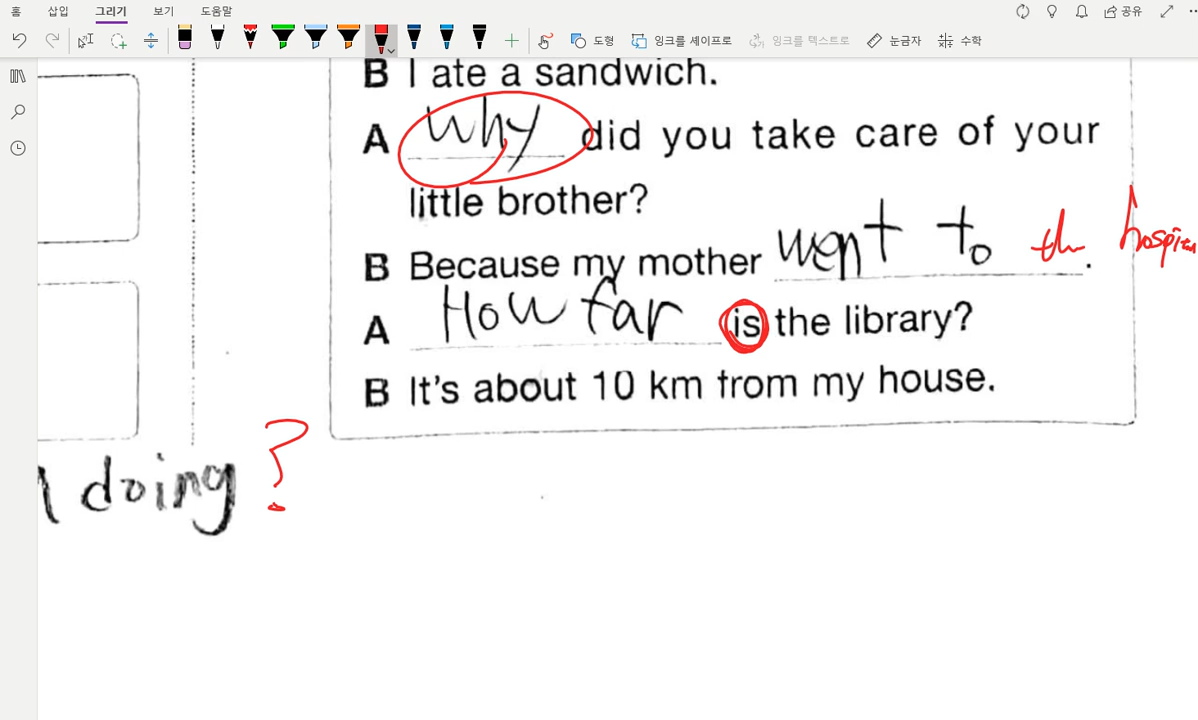 홈 삽입 그리기 보기 도움말
공유
도형 잉크를 셰이프로 잉크를 텍스트로 눈금자 수학
B I ate a sandwich.
A why did you take care of your
little brother?
B Because my mother went to the hospital.
A How far is the library?
B It's about 10 km from my house.
doing ?